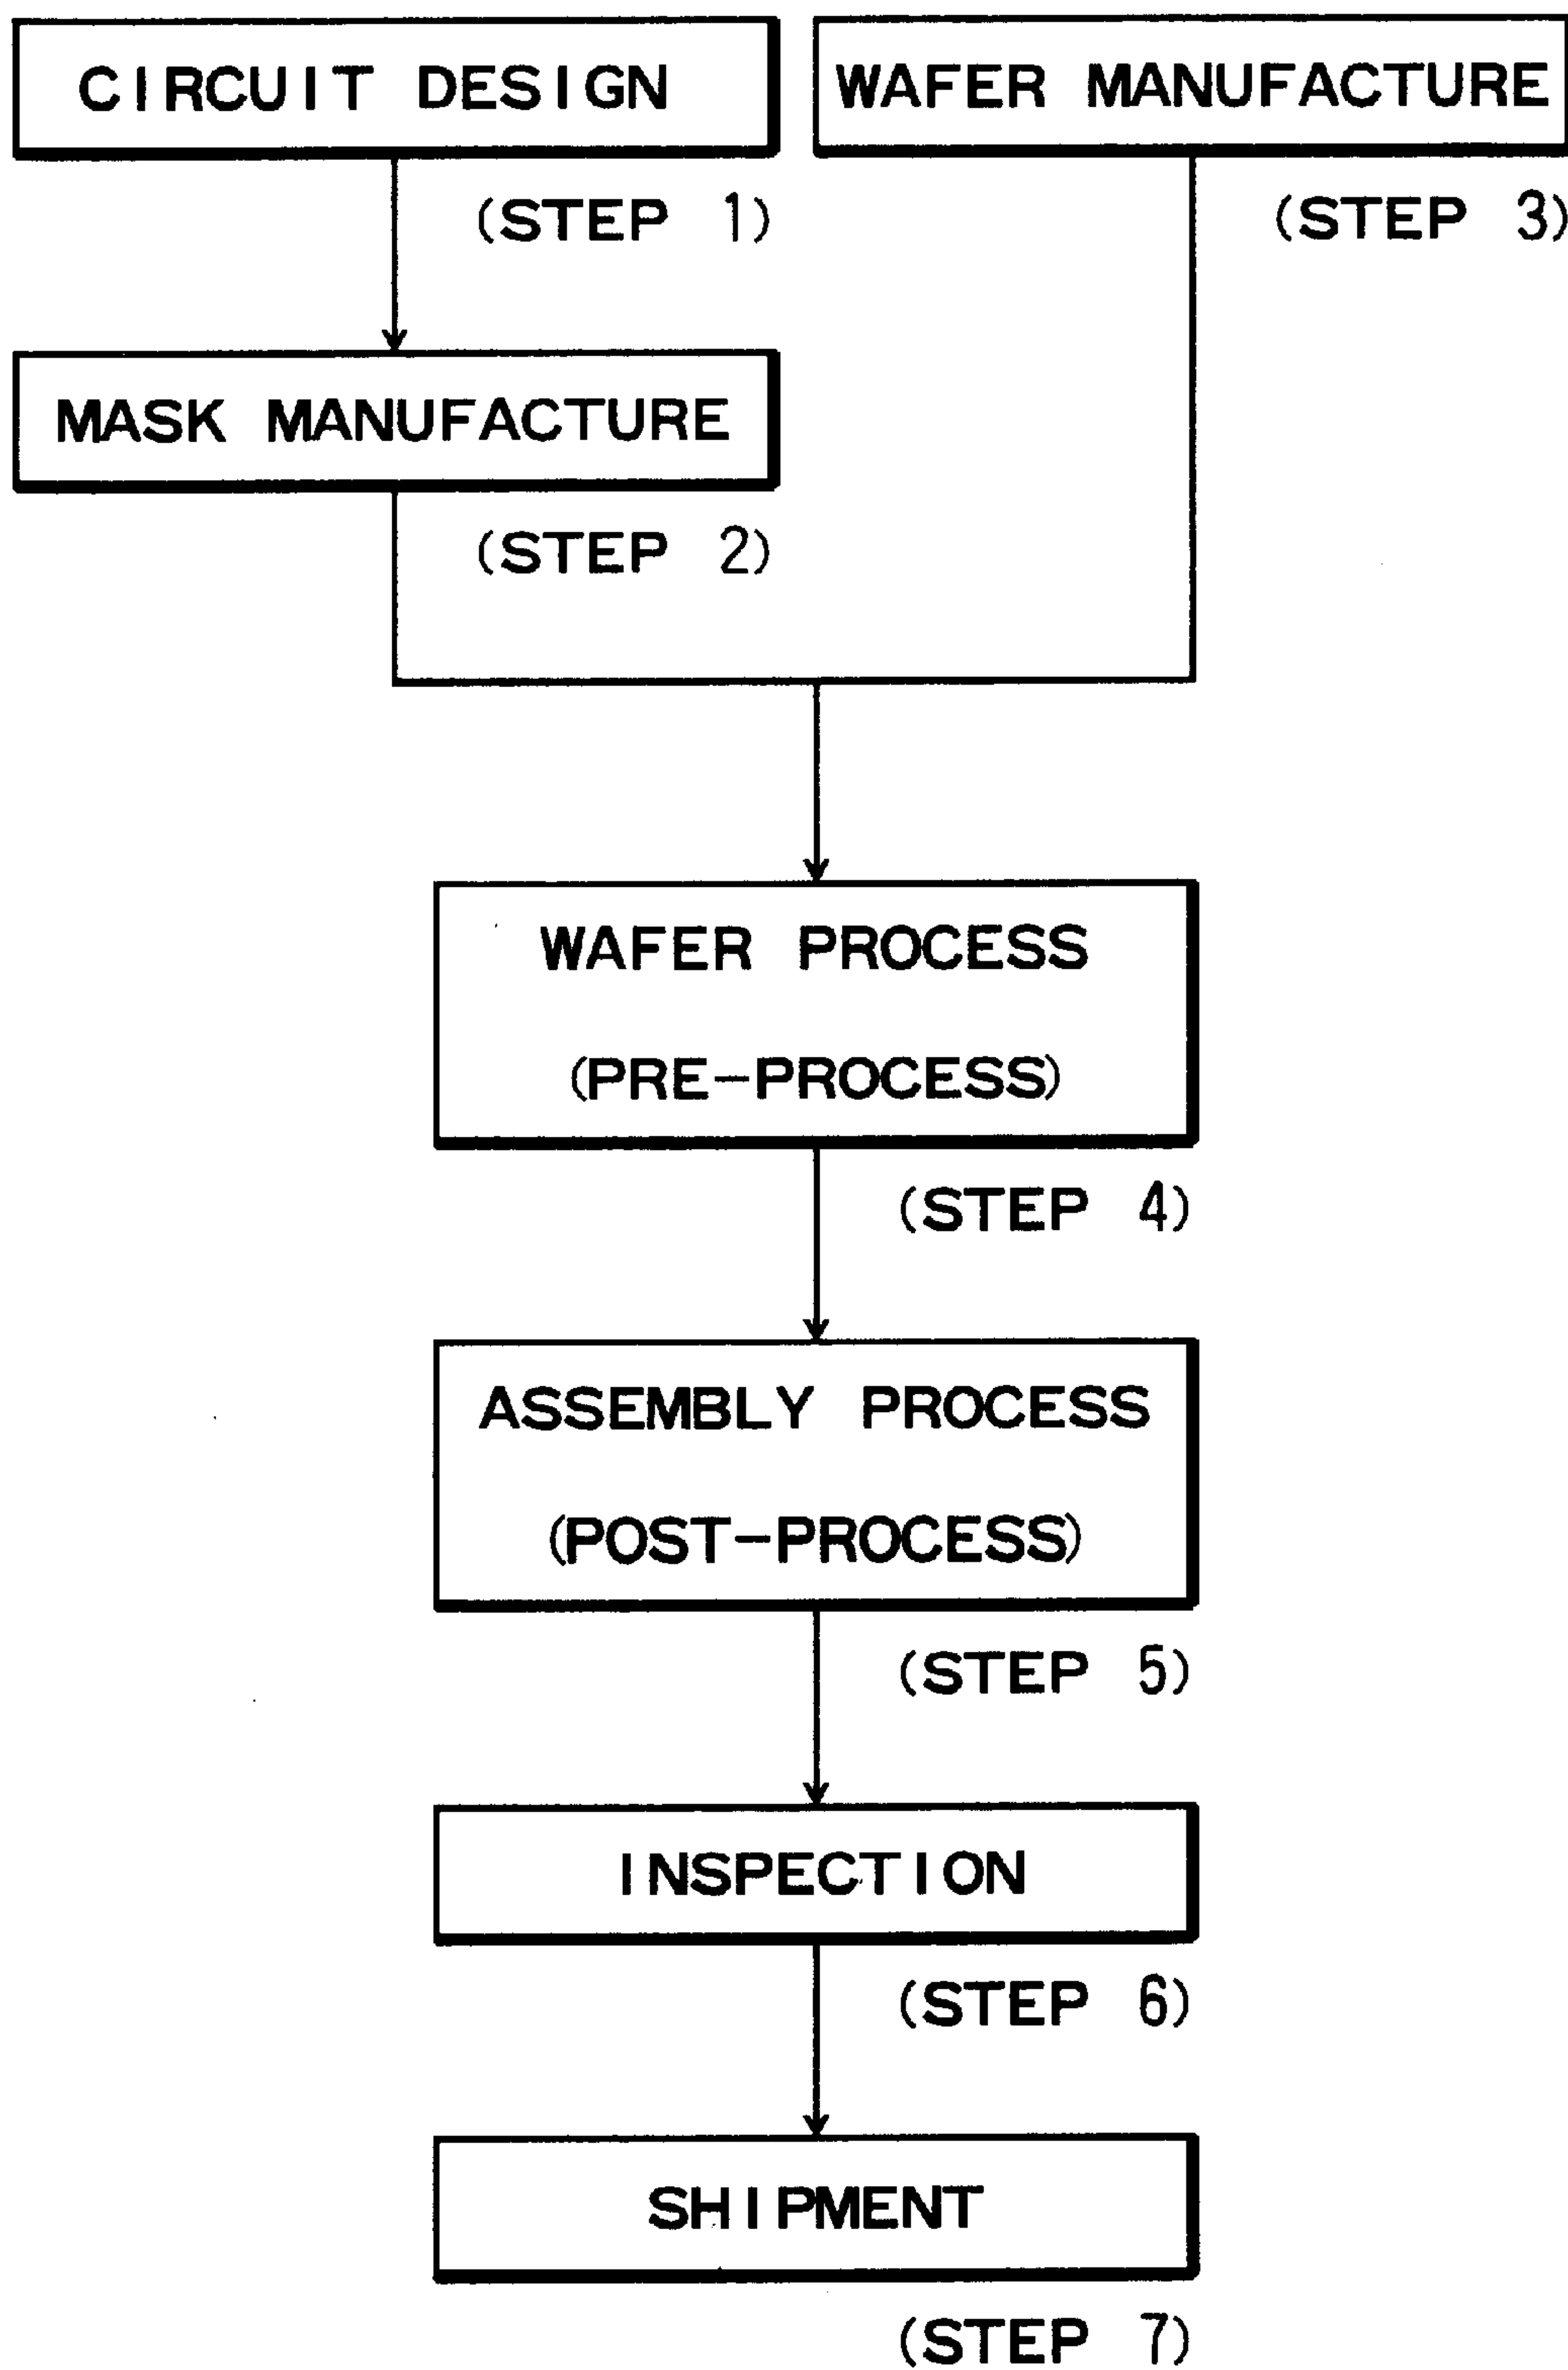 CIRCUIT DESIGN
(STEP 1)
WAFER MANUFACTURE
(STEP 3)
MASK MANUFACTURE
(STEP 2)
WAFER PROCESS
(PRE-PROCESS)
(STEP 4)
ASSEMBLY PROCESS
(POST-PROCESS)
(STEP 5)
INSPECTION
(STEP 6)
SHIPMENT
(STEP 7)